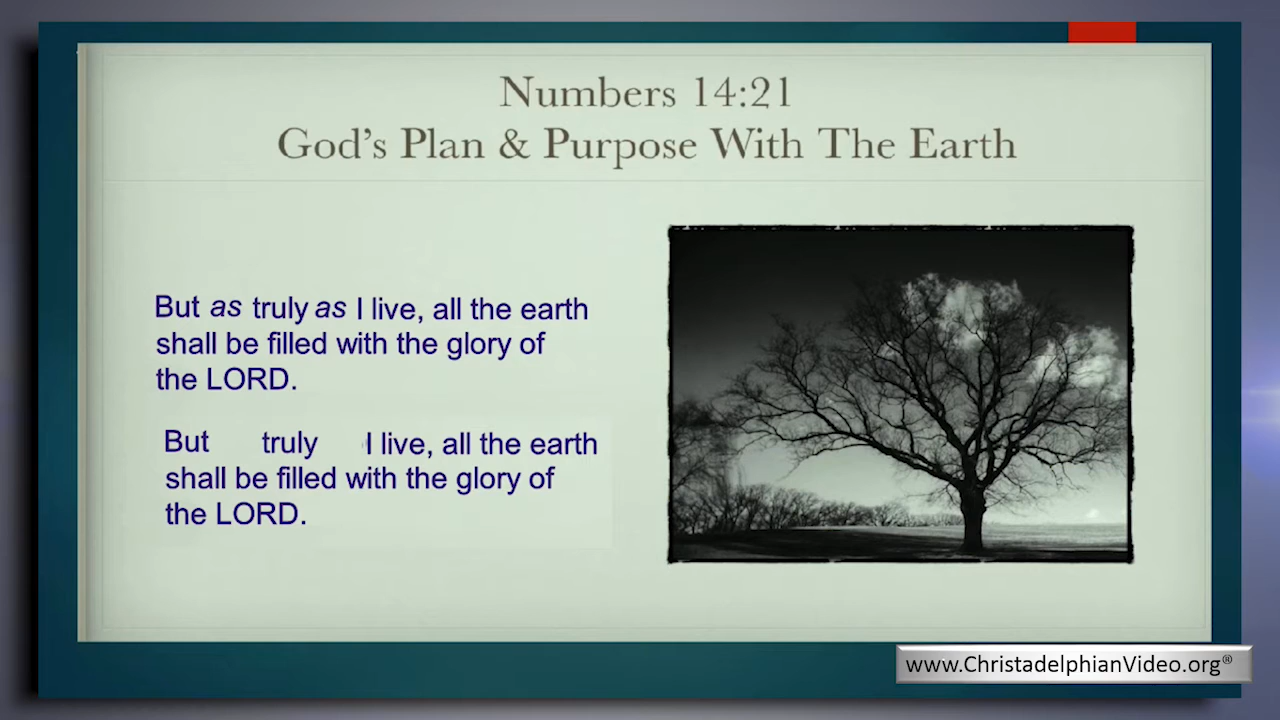 Numbers 14:21
God's Plan & Purpose With The Earth
But as truly as I live, all the earth
shall be filled with the glory of
the LORD.
But truly I live, all the earth
shall be filled with the glory of
the LORD.
www.ChristadelphianVideo.org®